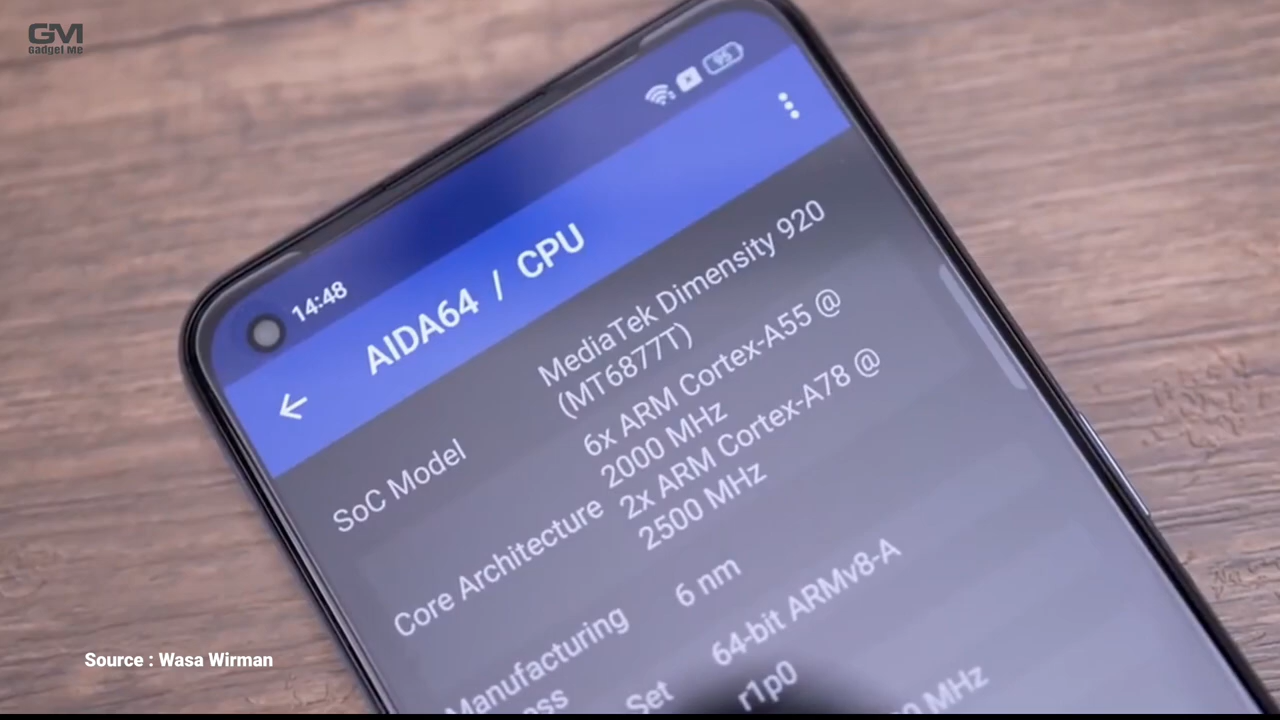 GM
Gadgel Me
95
14:48
AIDA64 / CPU
SoC Model
MediaTek Dimensity 920
(MT6877T)
Core Architecture
6x ARM Cortex-A55 @
2000 MHz
2x ARM Cortex-A78 @
2500 MHz
Manufacturing
6 nm
Set
64-bit ARMv8-A
r1p0
MHz
Source : Wasa Wirman